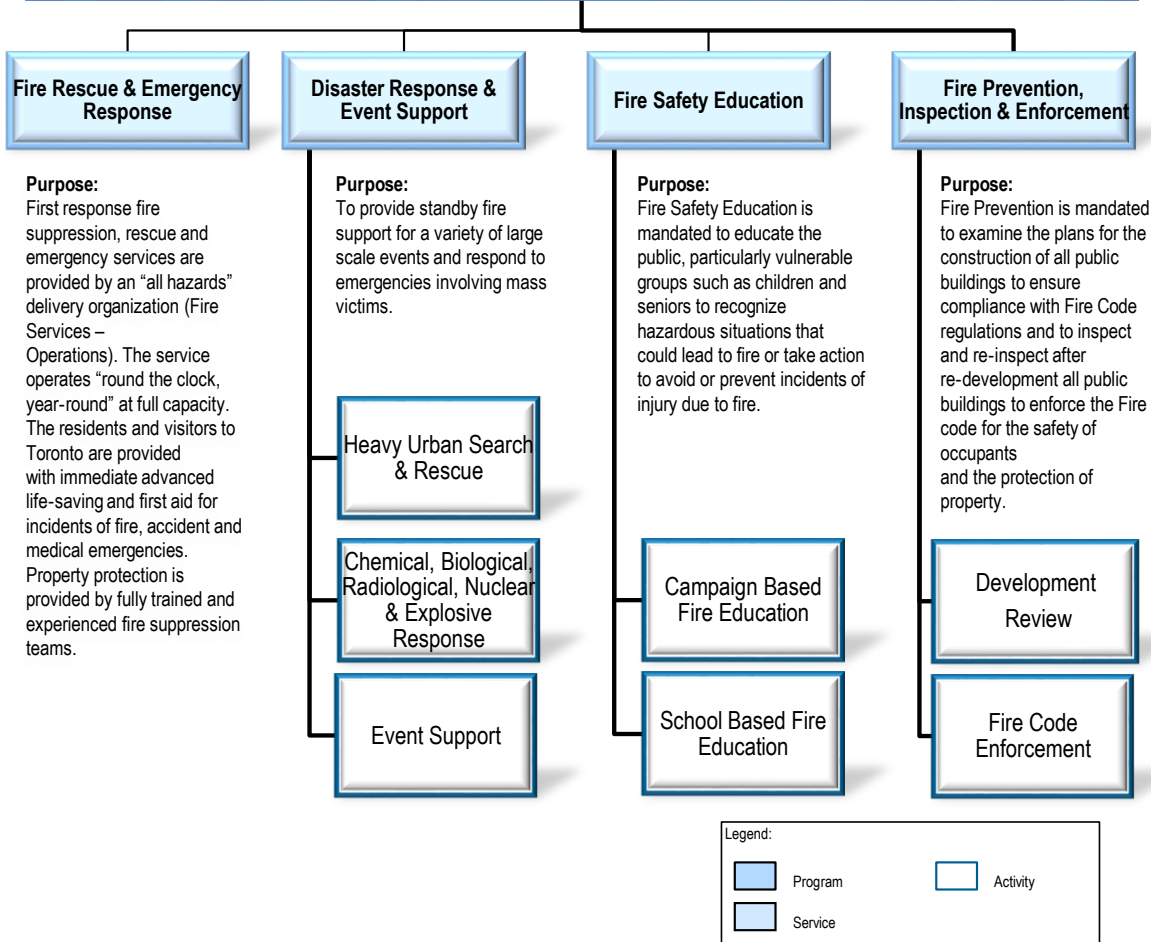 Fire Rescue & Emergency
Response
Disaster Response &
Event Support
Fire Safety Education
Fire Prevention,
Inspection & Enforcement
Purpose:
First response fire
suppression, rescue and
emergency services are
provided by an “all hazards”
delivery organization (Fire
Services –
Operations). The service
operates “round the clock,
year-round” at full capacity.
The residents and visitors to
Toronto are provided
with immediate advanced
life-saving and first aid for
incidents of fire, accident and
medical emergencies.
Property protection is
provided by fully trained and
experienced fire suppression
teams.
Purpose:
To provide standby fire
support for a variety of large
scale events and respond to
emergencies involving mass
victims.
Heavy Urban Search
& Rescue
Chemical, Biological,
Radiological, Nuclear
& Explosive
Response
Event Support
Purpose:
Fire Safety Education is
mandated to educate the
public, particularly vulnerable
groups such as children and
seniors to recognize
hazardous situations that
could lead to fire or take action
to avoid or prevent incidents of
injury due to fire.
Campaign Based
Fire Education
School Based Fire
Education
Purpose:
Fire Prevention is mandated
to examine the plans for the
construction of all public
buildings to ensure
compliance with Fire Code
regulations and to inspect
and re-inspect after
re-development all public
buildings to enforce the Fire
code for the safety of
occupants
and the protection of
property.
Development
Review
Fire Code
Enforcement
Legend:
Program
Activity
Service